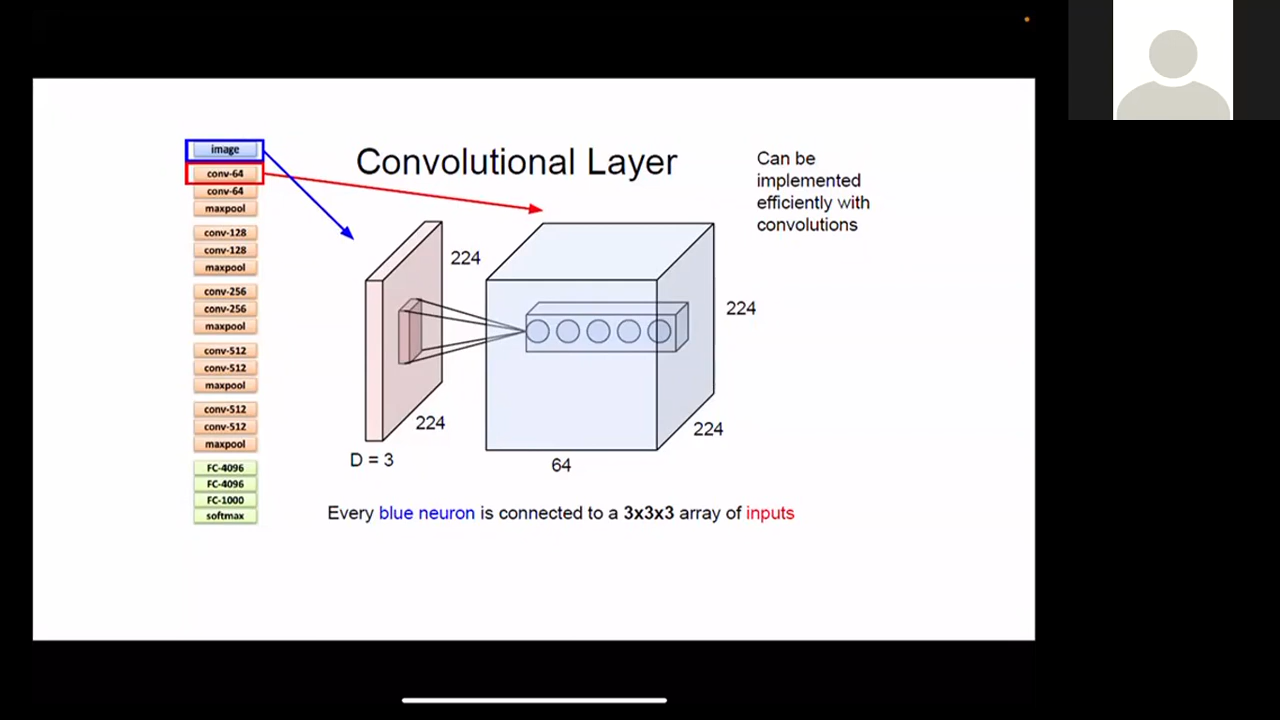 image
conv-64
conv-64
maxpool
conv-128
conv-128
maxpool
conv-256
conv-256
maxpool
conv-512
conv-512
maxpool
conv-512
conv-512
maxpool
FC-4096
FC-4096
FC-1000
softmax
Convolutional Layer
Can be
implemented
efficiently with
convolutions
224
224
D = 3
224
224
64
Every blue neuron is connected to a 3x3x3 array of inputs